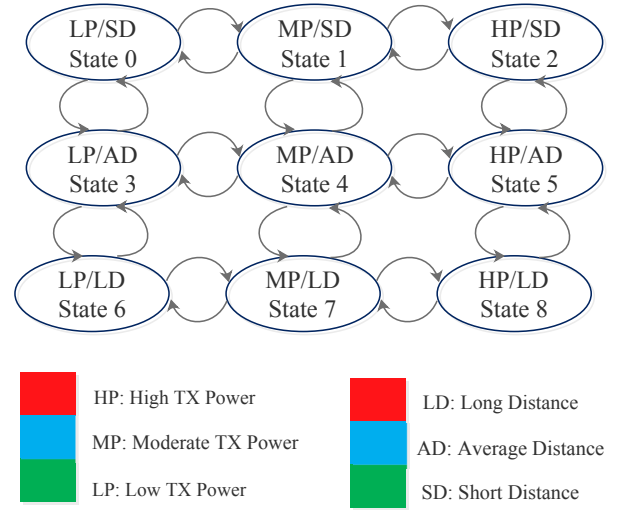 LP/SD
State 0
MP/SD
State 1
HP/SD
State 2
LP/AD
State 3
MP/AD
State 4
HP/AD
State 5
LP/LD
State 6
MP/LD
State 7
HP/LD
State 8
HP: High TX Power
MP: Moderate TX Power
LP: Low TX Power
LD: Long Distance
AD: Average Distance
SD: Short Distance